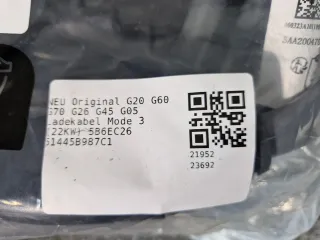 NEU Original G20 G60
G70 G26 G45 G05
Ladekabel Mode 3
(22KW) 5B6EC26
61445B987C1
21952
23692